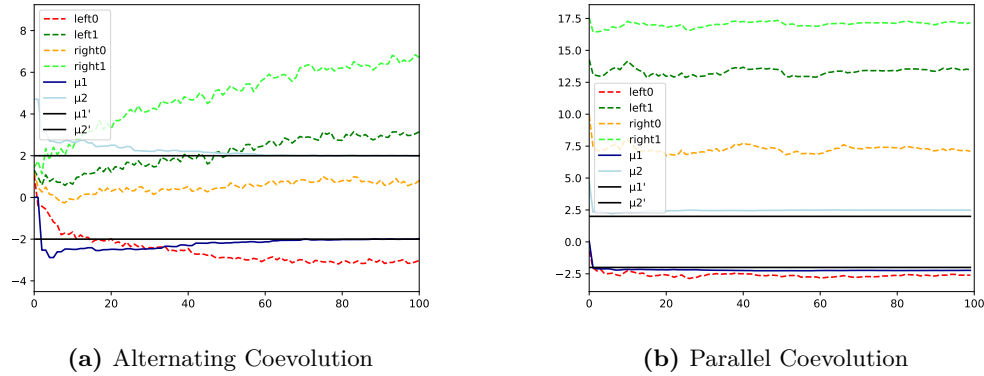 8
6
4
2
0
−2
−4
0
20
40
60
80
100
left0
left1
right0
right1
μ1
μ2
μ1'
μ2'
(a) Alternating Coevolution
17.5
15.0
12.5
10.0
7.5
5.0
2.5
0.0
−2.5
0
20
40
60
80
100
left0
left1
right0
right1
μ1
μ2
μ1'
μ2'
(b) Parallel Coevolution